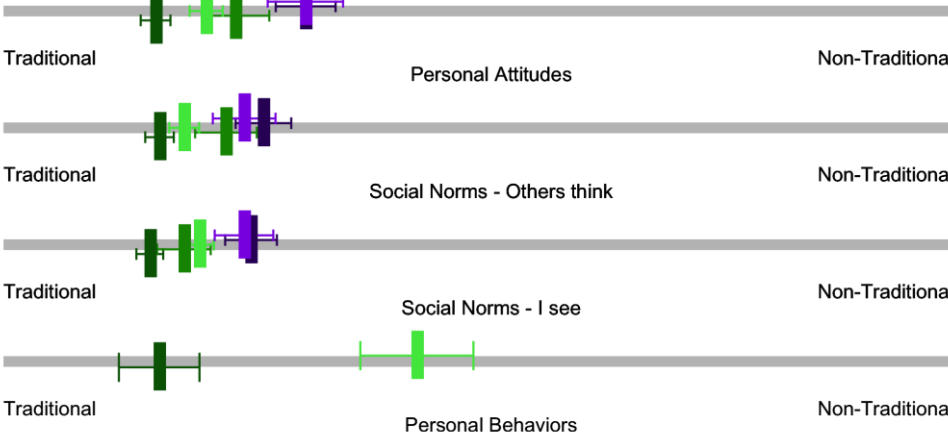 Traditional
Non-Traditiona
Personal Attitudes
Traditional
Non-Traditiona
Social Norms - Others think
Traditional
Non-Traditiona
Social Norms - I see
Traditional
Non-Traditiona
Personal Behaviors